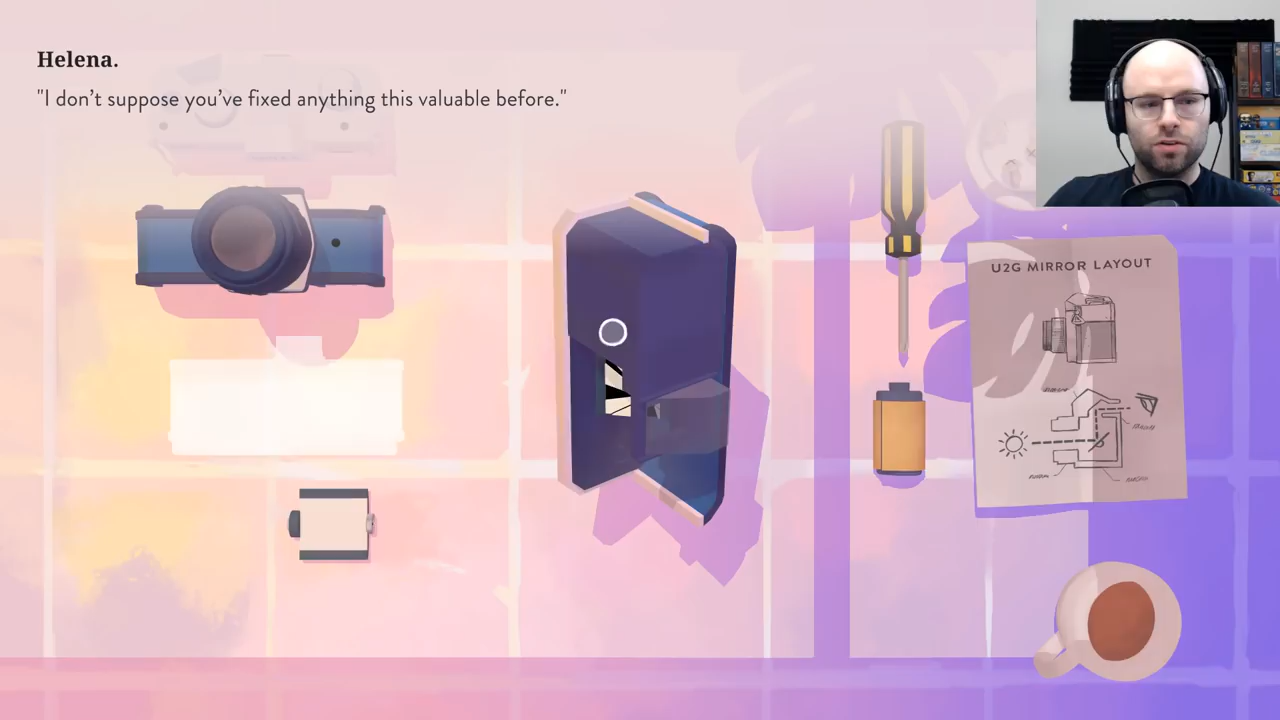 Helena.
"I don't suppose you've fixed anything this valuable before."
U2G MIRROR LAYOUT